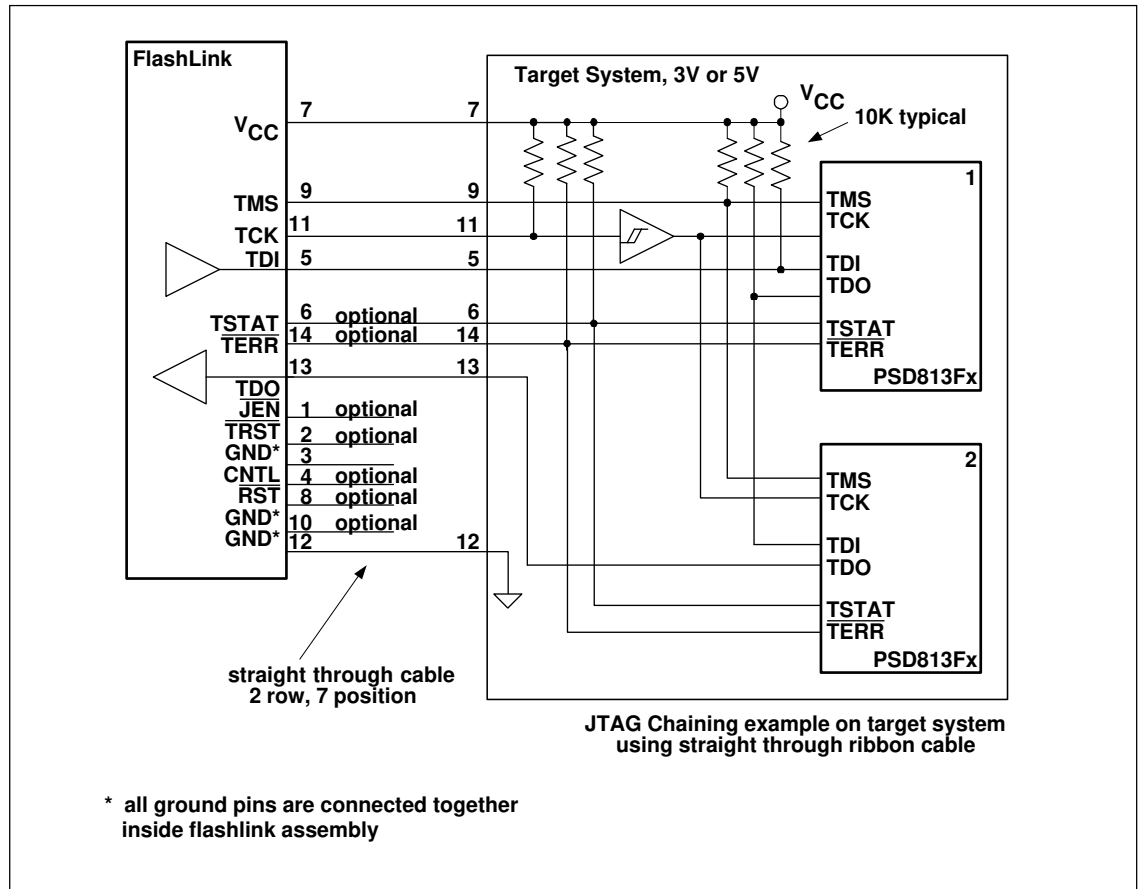 FlashLink
Target System, 3V or 5V
VCC
7
7
VCC
10K typical
TMS
9
9
TCK
11
11
TDI
5
5
TSTAT
6
optional
6
TERR
14
optional
14
13
13
TDO
JEN
1
optional
TRST
2
optional
GND*
3
CNTL
4
optional
RST
8
optional
GND*
10
optional
GND*
12
12
1
TMS
TCK
TDI
TDO
TSTAT
TERR
PSD813Fx
2
TMS
TCK
TDI
TDO
TSTAT
TERR
PSD813Fx
straight through cable
2 row, 7 position
JTAG Chaining example on target system
using straight through ribbon cable
* all ground pins are connected together
inside flashlink assembly